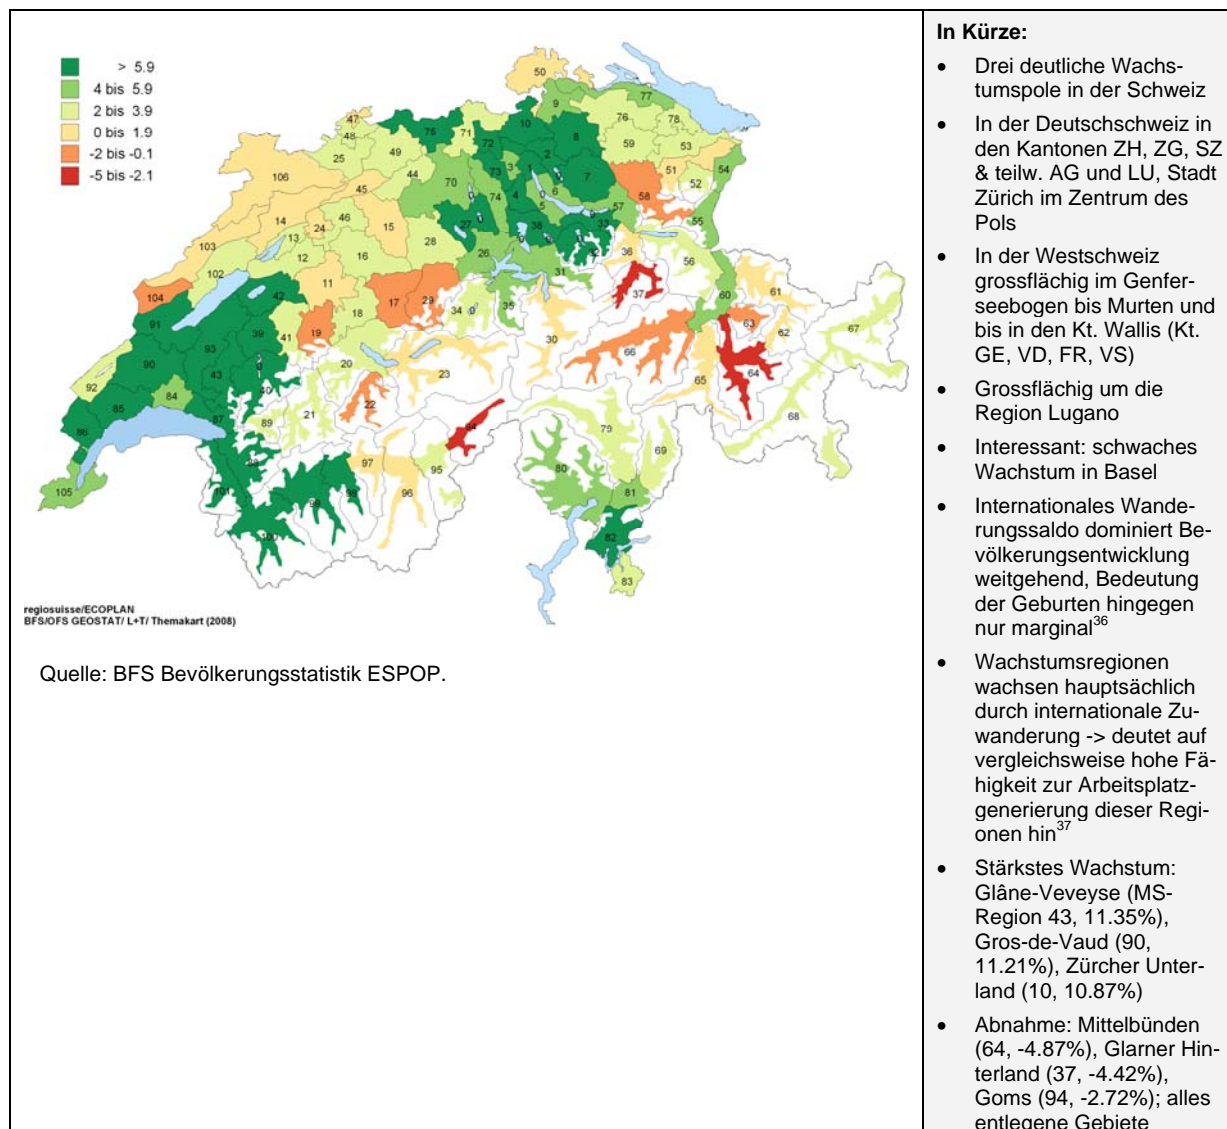 > 5.9
4 bis 5.9
2 bis 3.9
0 bis 1.9
-2 bis -0.1
-5 bis -2.1
regiosuisse/ECOPLAN
BFS/OFS GEOSTAT/ L+T/ Themakart (2008)
Quelle: BFS Bevölkerungsstatistik ESPOP.
In Kürze:
• Drei deutliche Wachs-
tumspole in der Schweiz
• In der Deutschschweiz in
den Kantonen ZH, ZG, SZ
& teilw. AG und LU, Stadt
Zürich im Zentrum des
Pols
• In der Westschweiz
grossflächig im Genfer-
seebogen bis Murten und
bis in den Kt. Wallis (Kt.
GE, VD, FR, VS)
• Grossflächig um die
Region Lugano
• Interessant: schwaches
Wachstum in Basel
• Internationales Wande-
rungssaldo dominiert Be-
völkerungsentwicklung
weitgehend, Bedeutung
der Geburten hingegen
nur marginal36
• Wachstumsregionen
wachsen hauptsächlich
durch internationale Zu-
wanderung -> deutet auf
vergleichsweise hohe Fä-
higkeit zur Arbeitsplatz-
generierung dieser Regi-
onen hin37
• Stärkstes Wachstum:
Glâne-Veveyse (MS-
Region 43, 11.35%),
Gros-de-Vaud (90,
11.21%), Zürcher Unter-
land (10, 10.87%)
• Abnahme: Mittelbünden
(64, -4.87%), Glarner Hin-
terland (37, -4.42%),
Goms (94, -2.72%); alles
entlegene Gebiete